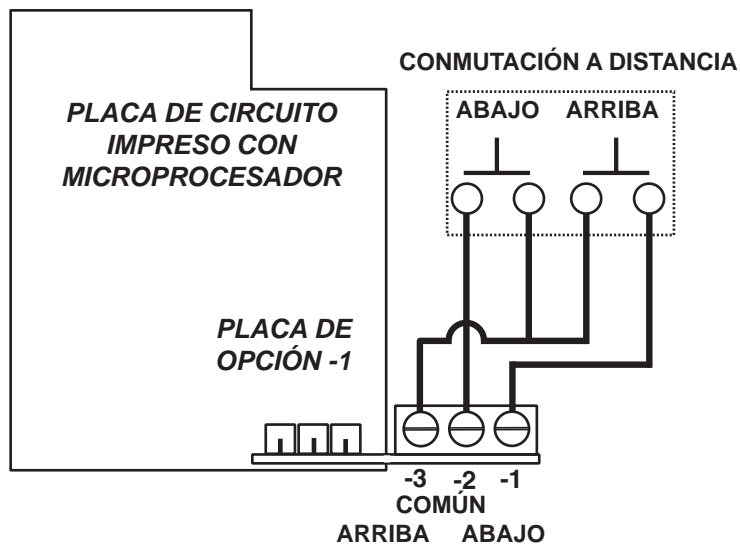 CONMUTACIÓN A DISTANCIA
ABAJO ARRIBA
PLACA DE CIRCUITO
IMPRESO CON
MICROPROCESADOR
PLACA DE
OPCIÓN -1
-3 -2 -1
COMÚN
ARRIBA ABAJO